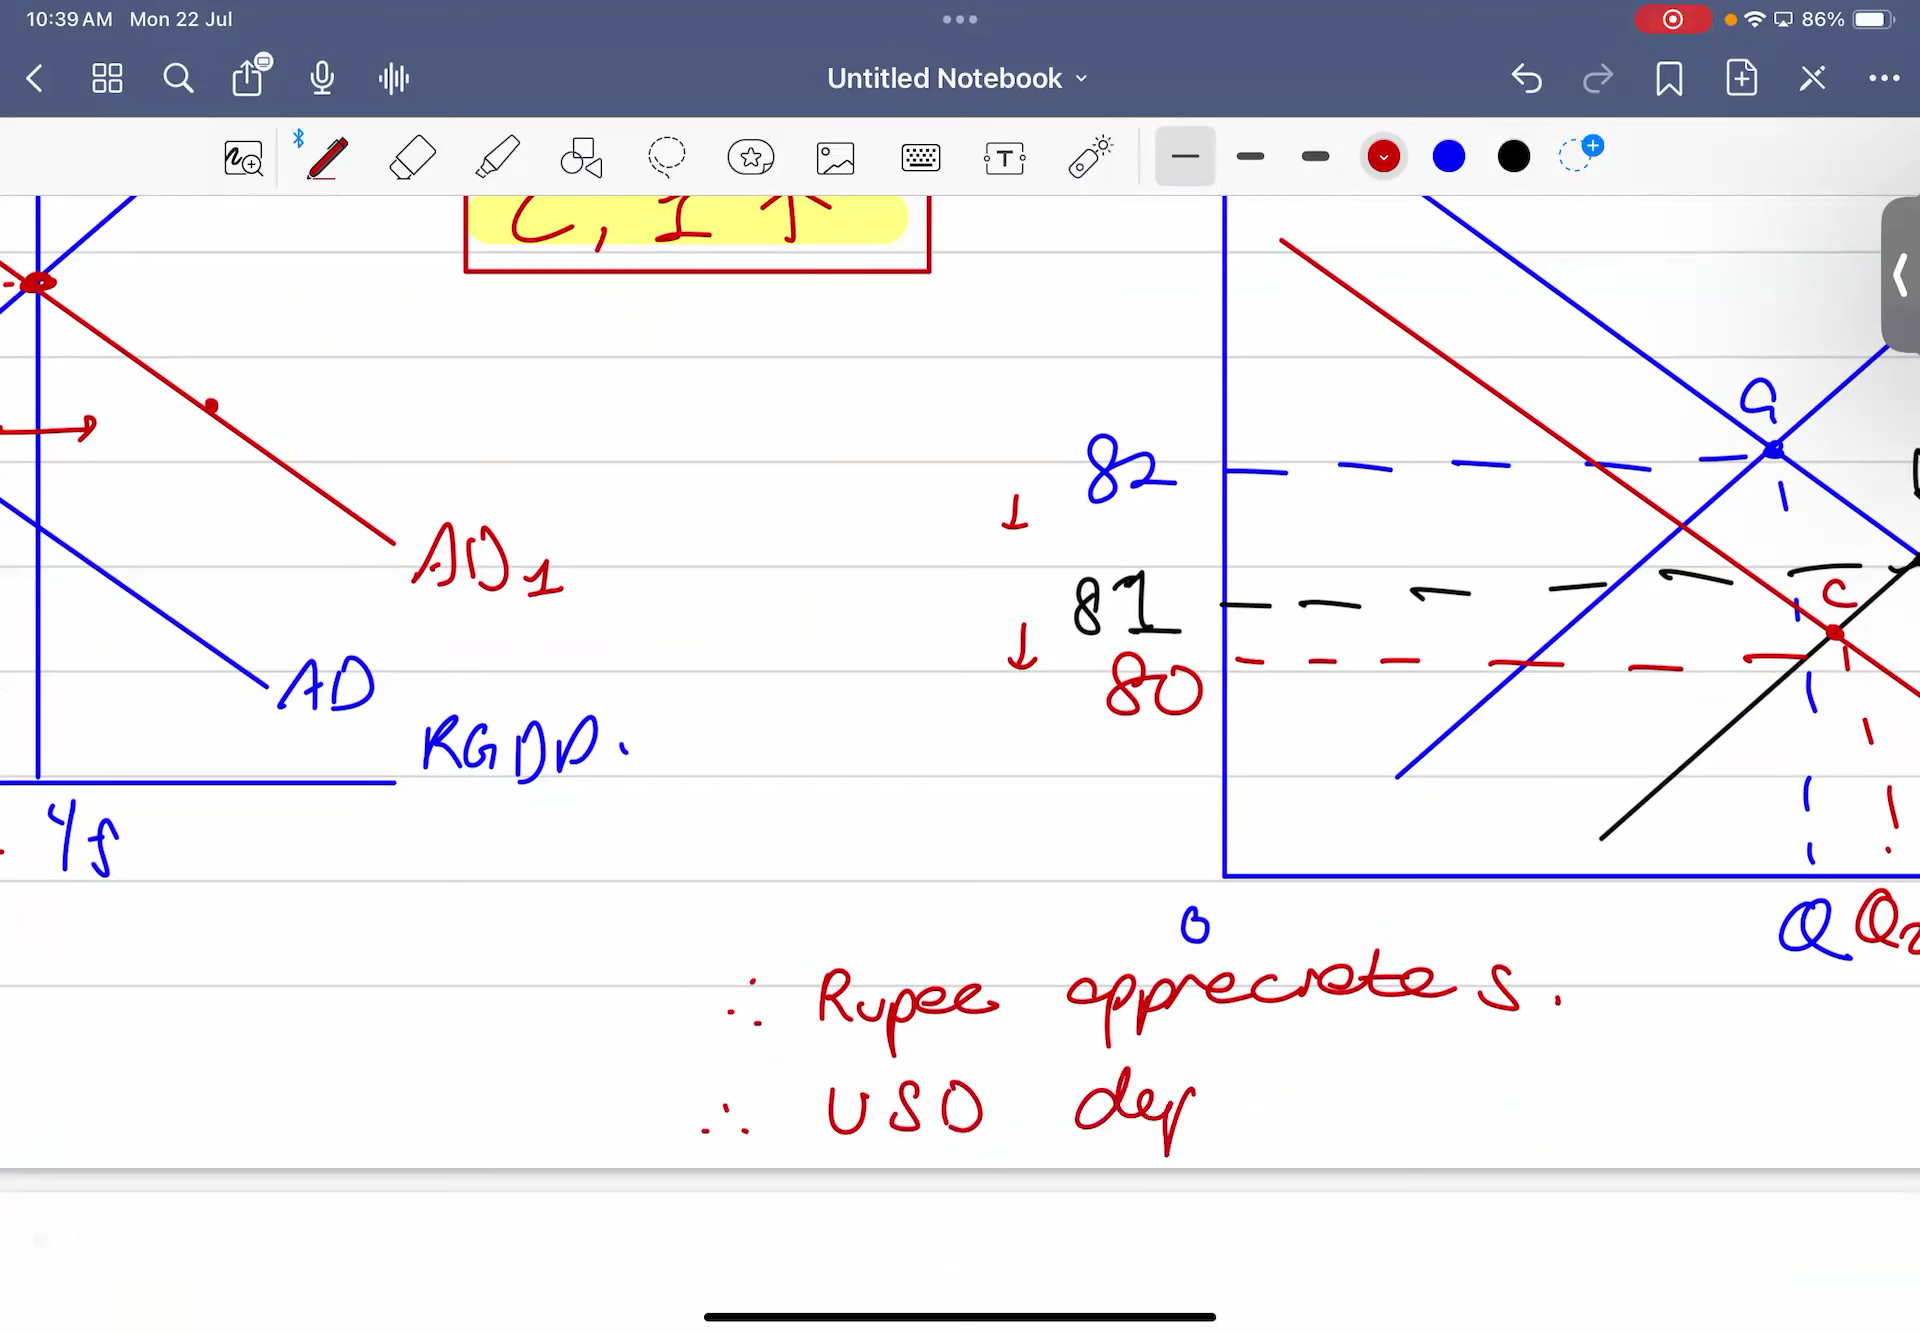 10:39 AM Mon 22 Jul
86%
Untitled Notebook
T
C, I ↑
a
82
↓
AD1
81
c
↓
80
AD
RGDP.
Yf
O
Q Q2
∴ Rupee appreciates.
∴ USD dep